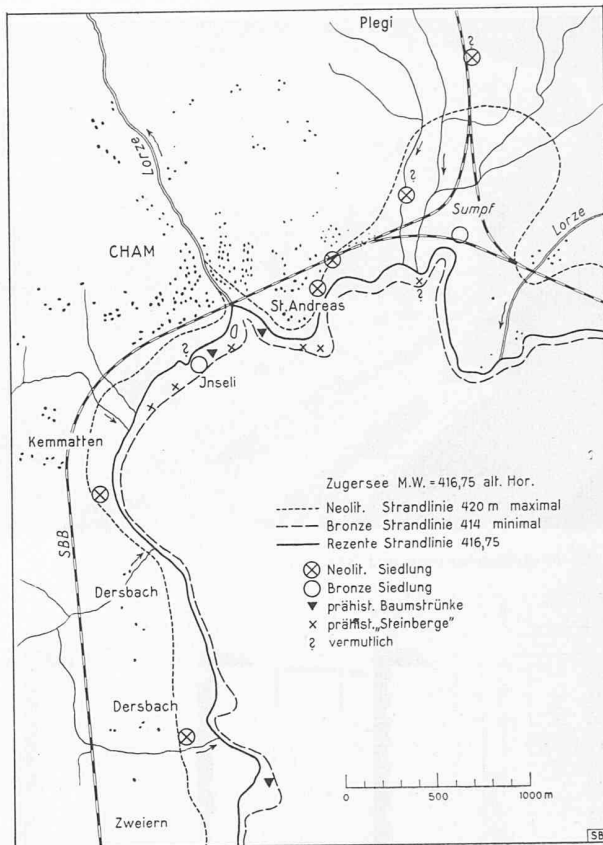 Plegi
?
Lorze
?
Sumpf
Lorze
CHAM
St. Andreas
?
Jnseli
?
Kemmatten
SBB
Dersbach
Dersbach
Zweiern
Zugersee M.W. = 416,75 alt. Hor.
Neolit. Strandlinie 420 m maximal
Bronze Strandlinie 414 minimal
Rezente Strandlinie 416,75
Neolit. Siedlung
Bronze Siedlung
prähist. Baumstrünke
prähist. „Steinberge"
? vermutlich
0 500 1000 m
SB